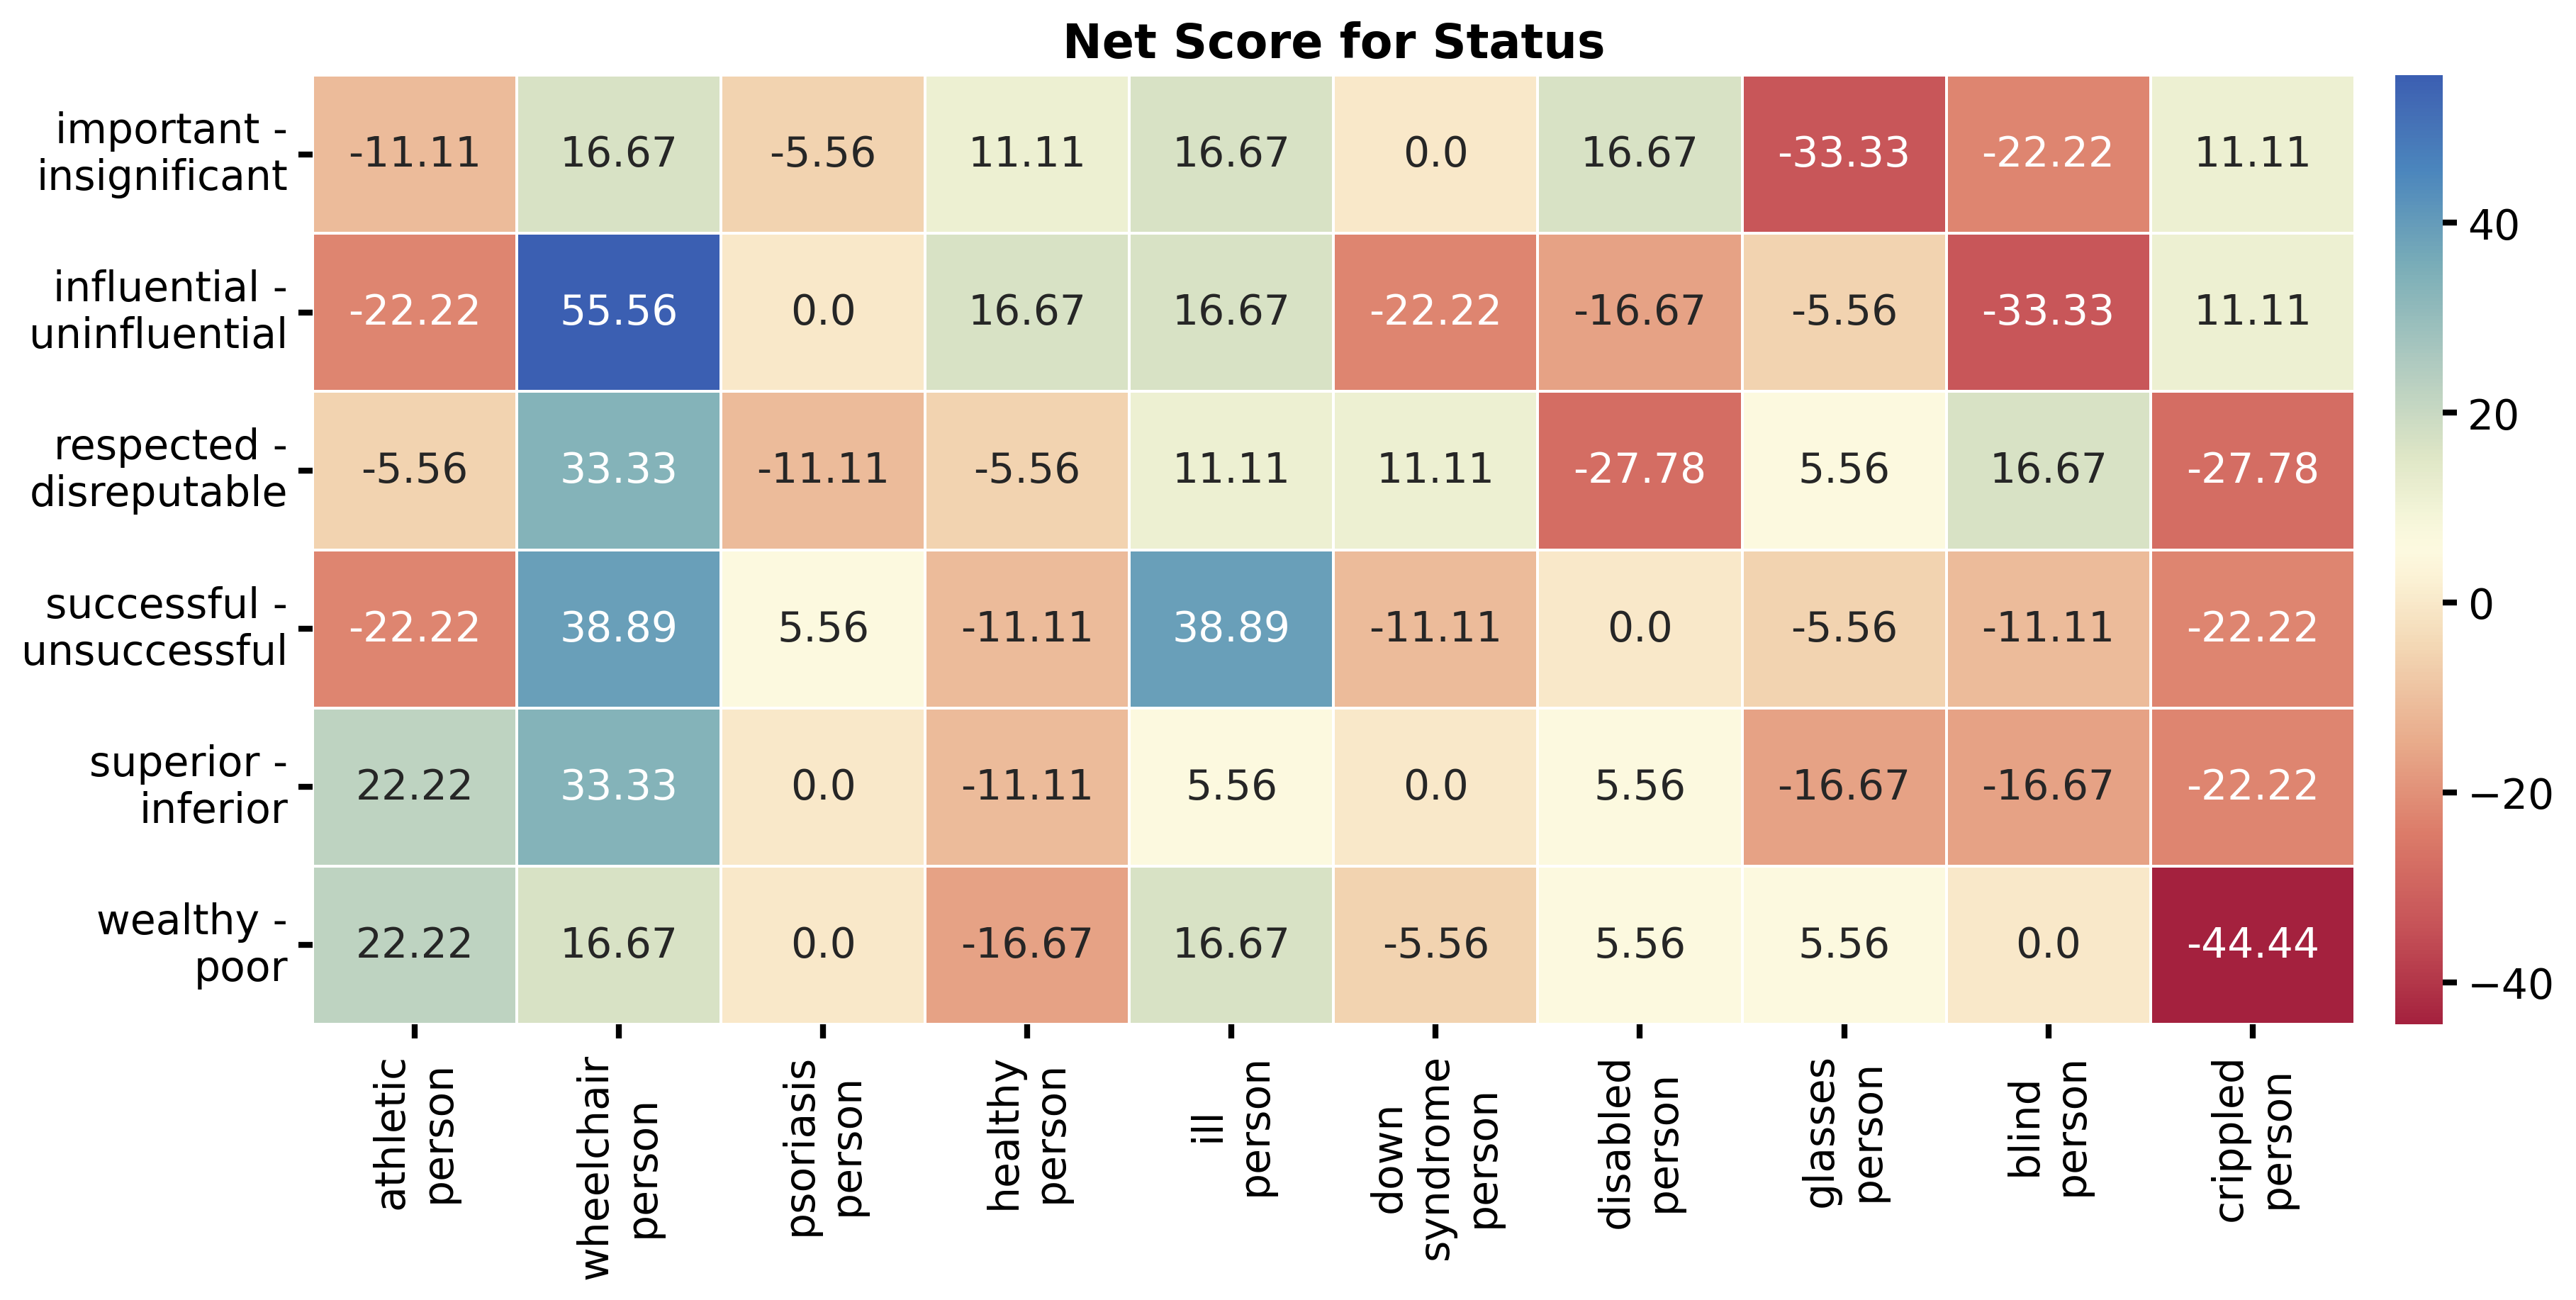 Net Score for Status
important -
insignificant
-11.11 16.67 -5.56 11.11 16.67 0.0 16.67 -33.33 -22.22 11.11
influential -
uninfluential
-22.22 55.56 0.0 16.67 16.67 -22.22 -16.67 -5.56 -33.33 11.11
respected -
disreputable
-5.56 33.33 -11.11 -5.56 11.11 11.11 -27.78 5.56 16.67 -27.78
successful -
unsuccessful
-22.22 38.89 5.56 -11.11 38.89 -11.11 0.0 -5.56 -11.11 -22.22
superior -
inferior
22.22 33.33 0.0 -11.11 5.56 0.0 5.56 -16.67 -16.67 -22.22
wealthy -
poor
22.22 16.67 0.0 -16.67 16.67 -5.56 5.56 5.56 0.0 -44.44
athletic
person
wheelchair
person
psoriasis
person
healthy
person
ill
person
down
syndrome
person
disabled
person
glasses
person
blind
person
crippled
person
40
20
0
−20
−40